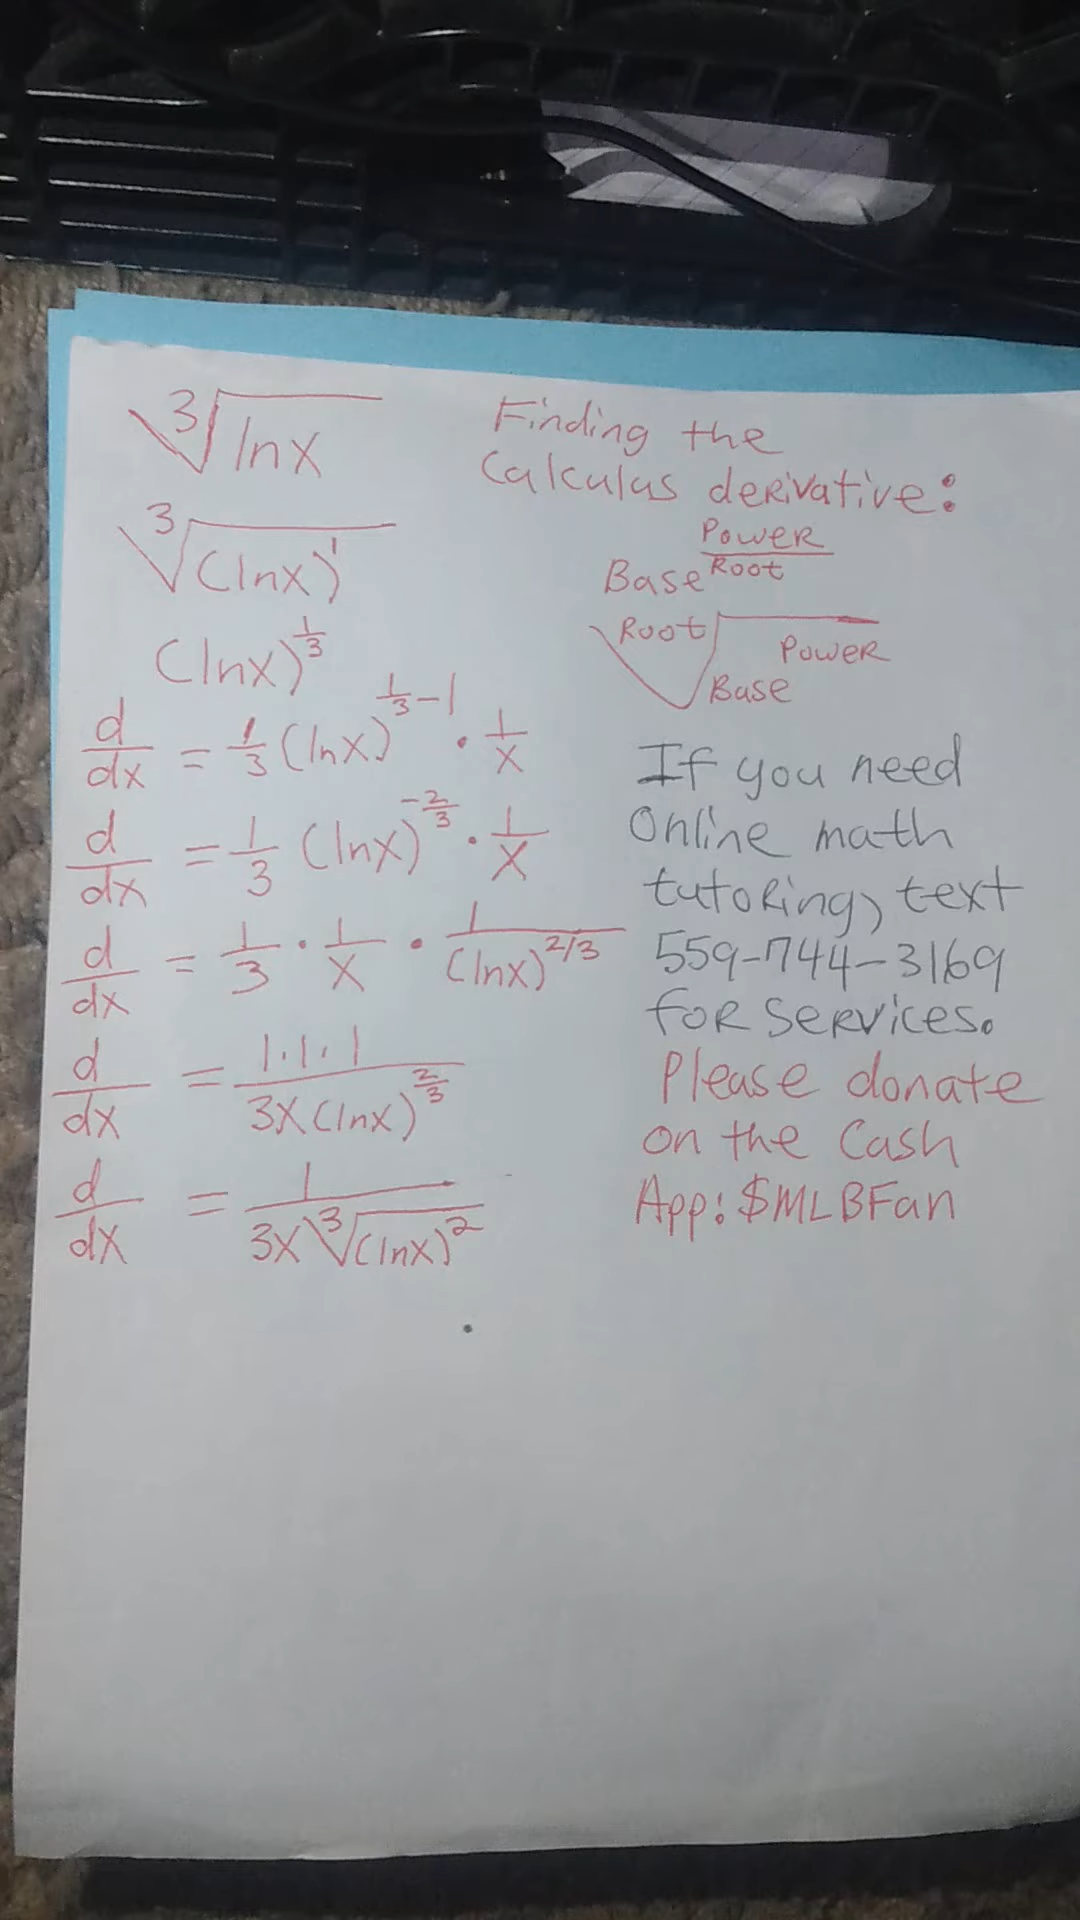 ∛(lnx)
∛((lnx)^1)
(lnx)^(1/3)
d/dx = 1/3 (lnx)^(1/3 - 1) · 1/x
d/dx = 1/3 (lnx)^(-2/3) · 1/x
d/dx = 1/3 · 1/x · 1/(lnx)^(2/3)
d/dx = 1·1·1/(3x(lnx)^(2/3))
d/dx = 1/(3x∛((lnx)^2))
Finding the
Calculus derivative:
Power
Base Root
Root
Power
Base
If you need
Online math
tutoring, text
559-744-3169
for services.
Please donate
on the Cash
App: $MLBFan